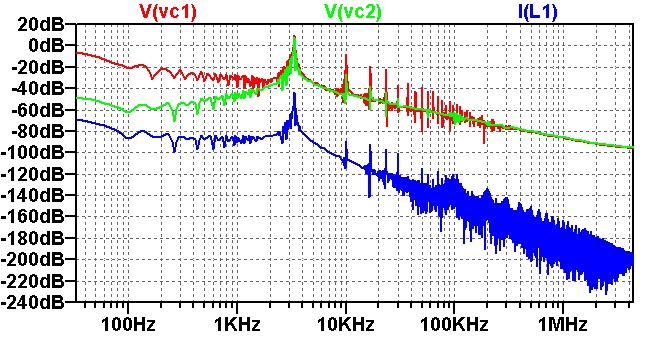 V(vc1) V(vc2) I(L1)
20dB
0dB
-20dB
-40dB
-60dB
-80dB
-100dB
-120dB
-140dB
-160dB
-180dB
-200dB
-220dB
-240dB
100Hz 1KHz 10KHz 100KHz 1MHz